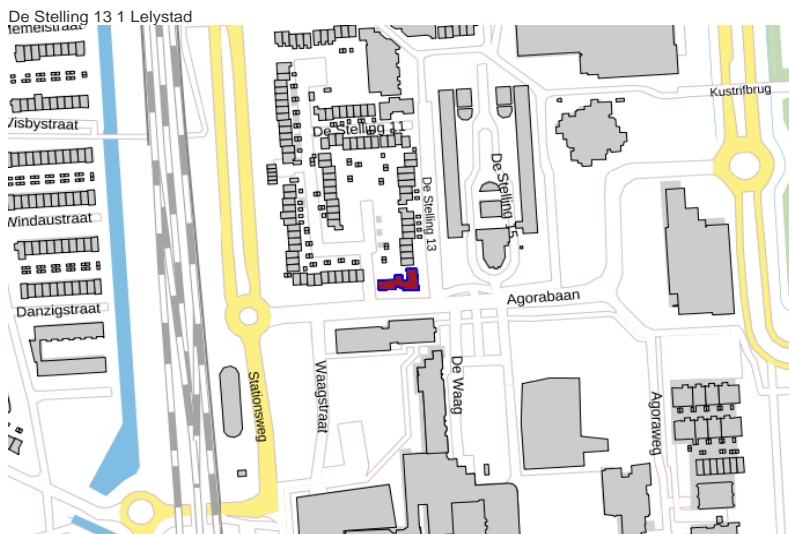 De Stelling 13 1 Lelystad
Memelstraat
Kustrifbrug
Visbystraat
De Stelling 11
De Stelling
De Stelling 13
Windaustraat
Agorabaan
Danzigstraat
Stationsweg
Waagstraat
De Waag
Agoraweg